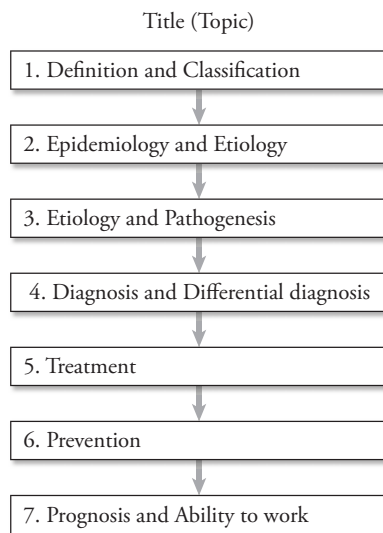 Title (Topic)
1. Definition and Classification
2. Epidemiology and Etiology
3. Etiology and Pathogenesis
4. Diagnosis and Differential diagnosis
5. Treatment
6. Prevention
7. Prognosis and Ability to work